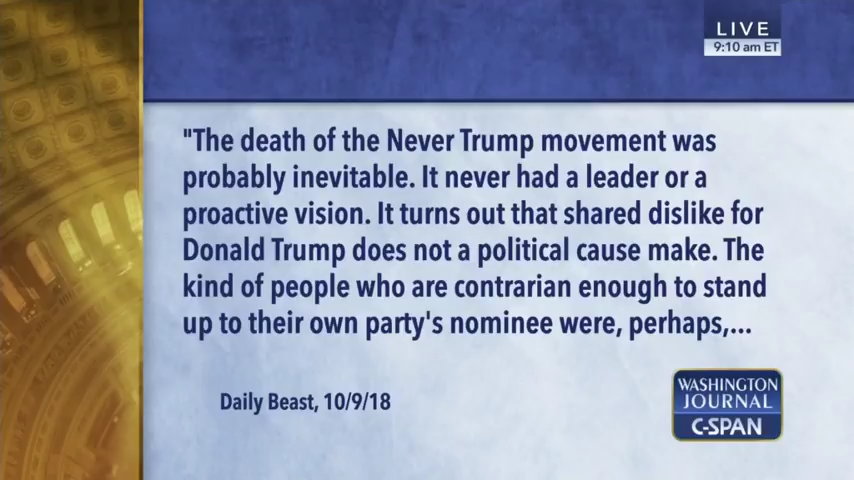 LIVE
9:10 am ET
"The death of the Never Trump movement was
probably inevitable. It never had a leader or a
proactive vision. It turns out that shared dislike for
Donald Trump does not a political cause make. The
kind of people who are contrarian enough to stand
up to their own party's nominee were, perhaps,...
Daily Beast, 10/9/18
WASHINGTON
JOURNAL
C-SPAN